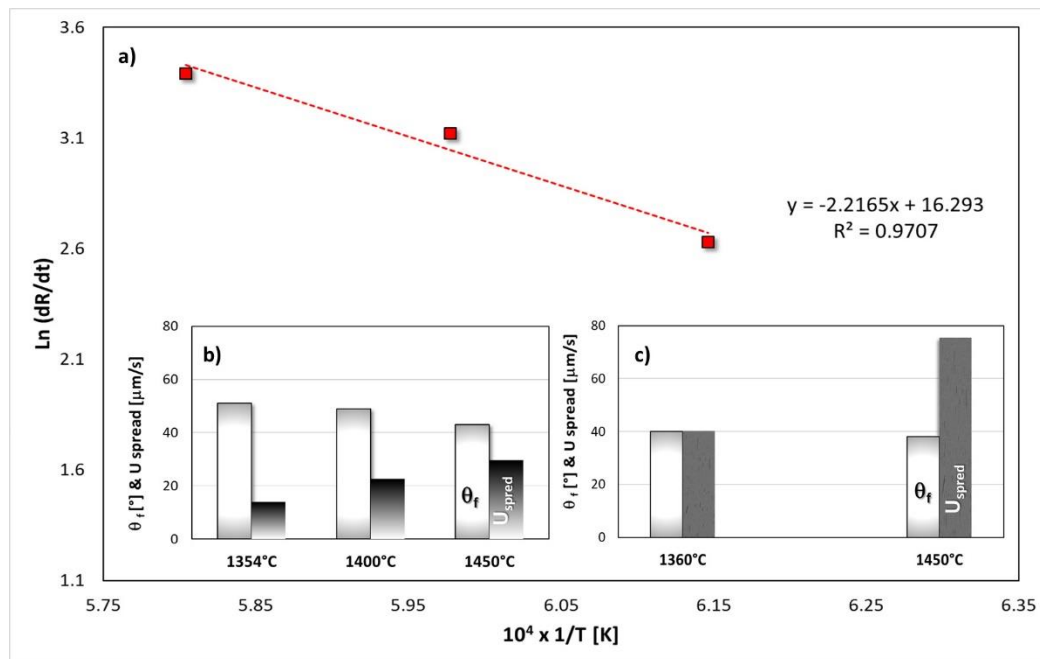 3.6
a)
3.1
y = -2.2165x + 16.293
R² = 0.9707
2.6
Ln (dR/dt)
2.1
1.6
1.1
5.75 5.85 5.95 6.05 6.15 6.25 6.35
10⁴ x 1/T [K]
b)
80
60
40
20
0
θ f [°] & U spread [µm/s]
θf
Uspred
1354°C 1400°C 1450°C
c)
80
60
40
20
0
θ f [°] & U spread [µm/s]
θf
Uspred
1360°C 1450°C